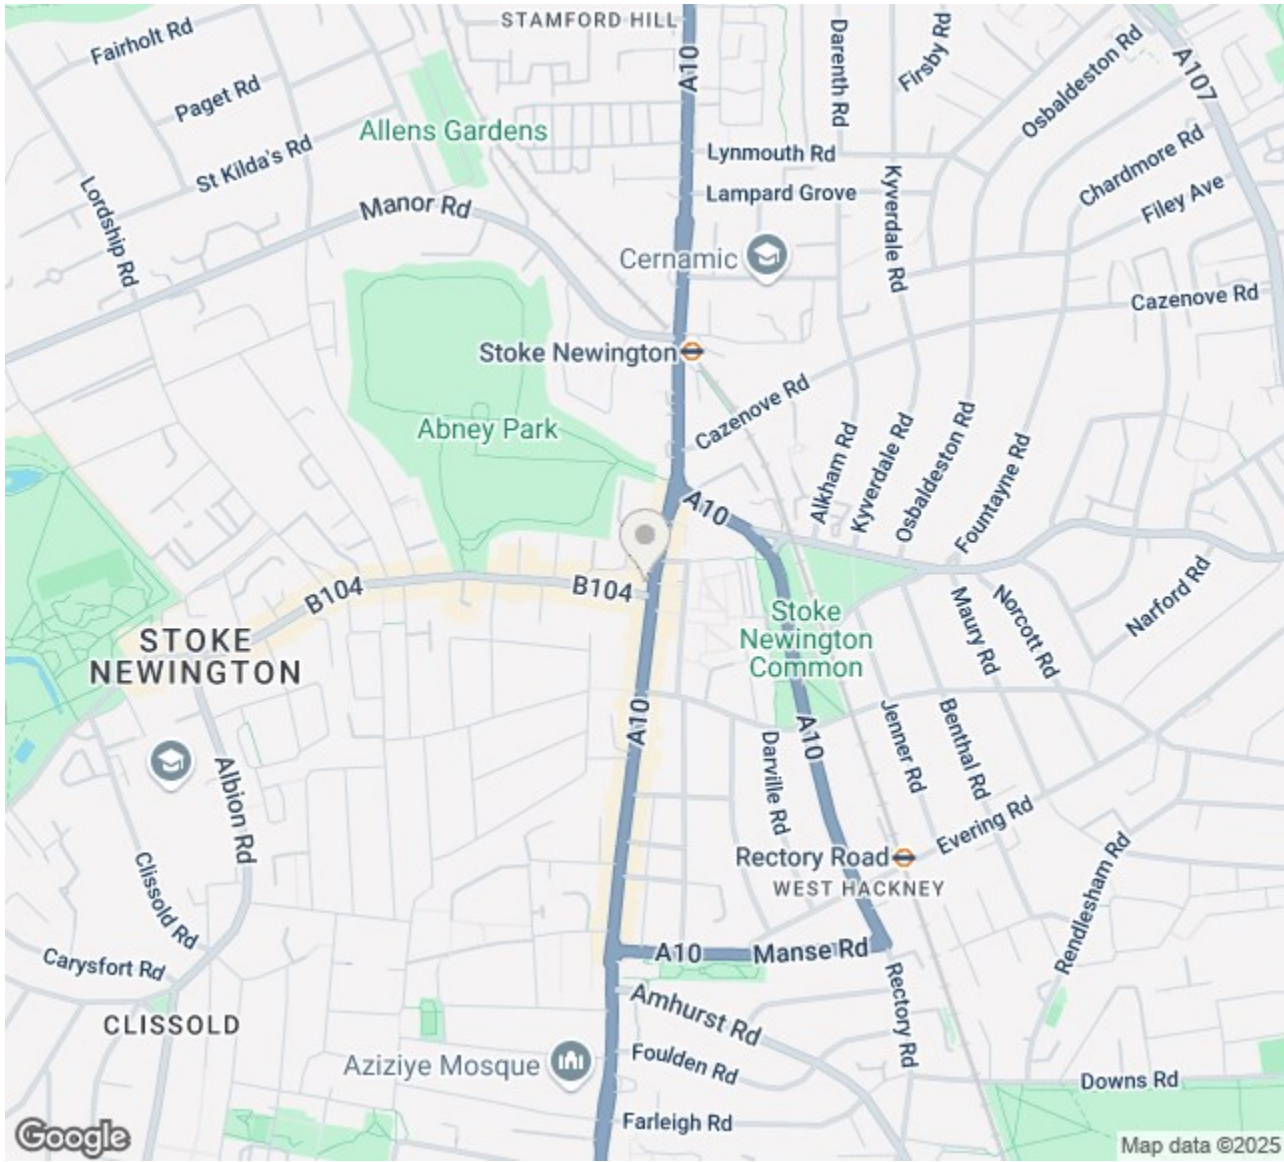 STAMFORD HILL
Fairholt Rd
A10
Darenth Rd
Firsby Rd
Osbaldeston Rd
A107
Paget Rd
Allens Gardens
St Kilda's Rd
Lynmouth Rd
Chardmore Rd
Lampard Grove
Filey Ave
Lordship Rd
Manor Rd
Kyverdale Rd
Cernamic
Cazenove Rd
Stoke Newington
Cazenove Rd
Abney Park
Alkham Rd
Kyverdale Rd
Osbaldeston Rd
Fountayne Rd
A10
B104
B104
Stoke
Newington
Common
Maury Rd
Norcott Rd
Narford Rd
STOKE
NEWINGTON
A10
A10
Jenner Rd
Benthal Rd
Darville Rd
Albion Rd
Evering Rd
Rectory Road
WEST HACKNEY
Clissold Rd
Rendlesham Rd
Carysfort Rd
A10
Manse Rd
Rectory Rd
Amhurst Rd
CLISSOLD
Aziziye Mosque
Foulden Rd
Downs Rd
Farleigh Rd
Google
Map data ©2025